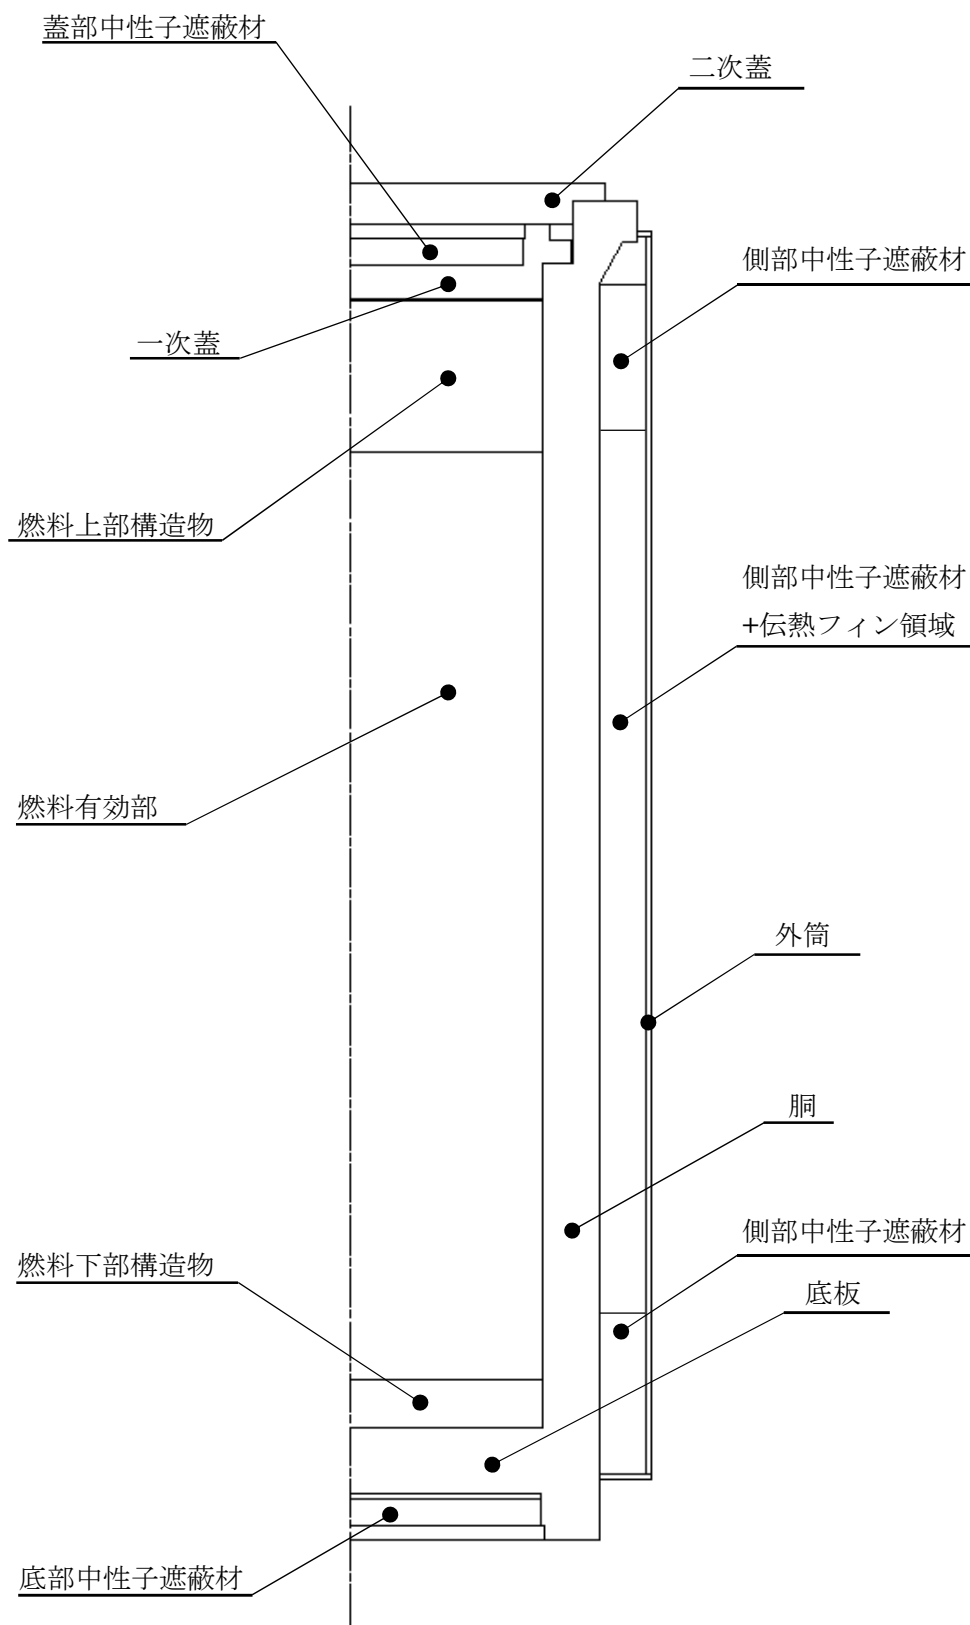 蓋部中性子遮蔽材
二次蓋
側部中性子遮蔽材
一次蓋
燃料上部構造物
側部中性子遮蔽材
+伝熱フィン領域
燃料有効部
外筒
胴
側部中性子遮蔽材
燃料下部構造物
底板
底部中性子遮蔽材